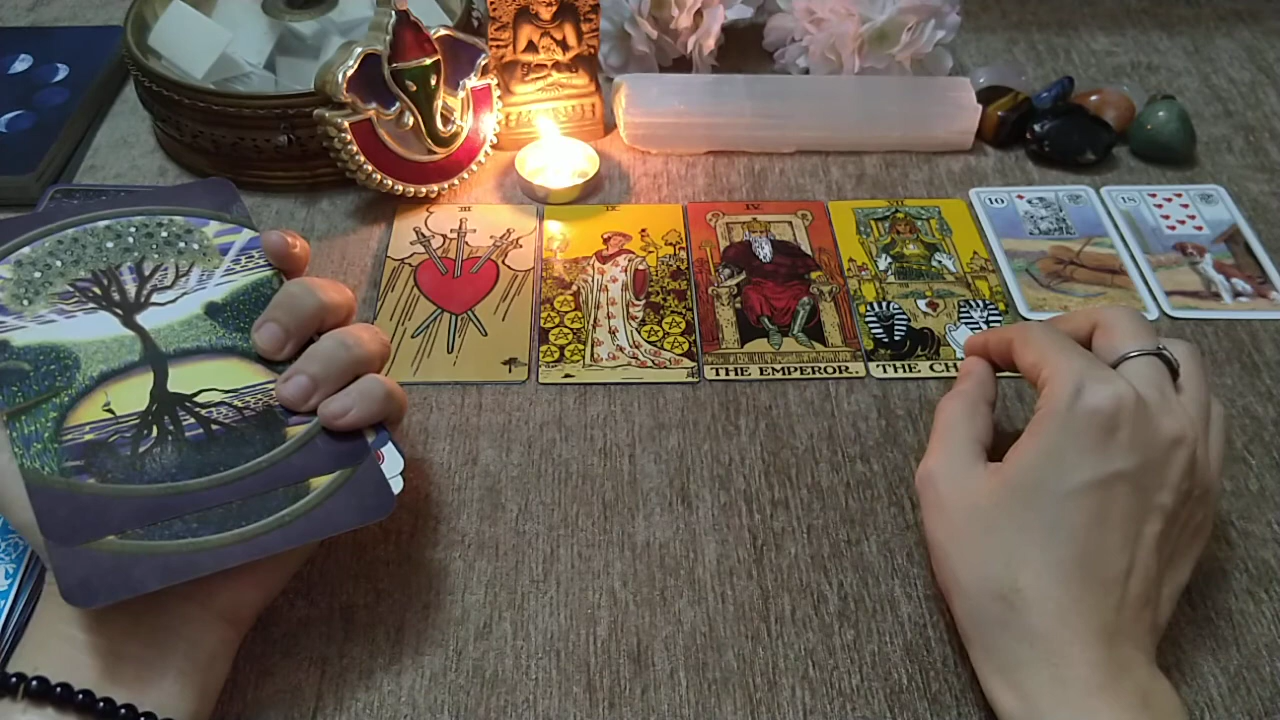 III
IX
IV.
VII
10
18
THE EMPEROR.
THE CH